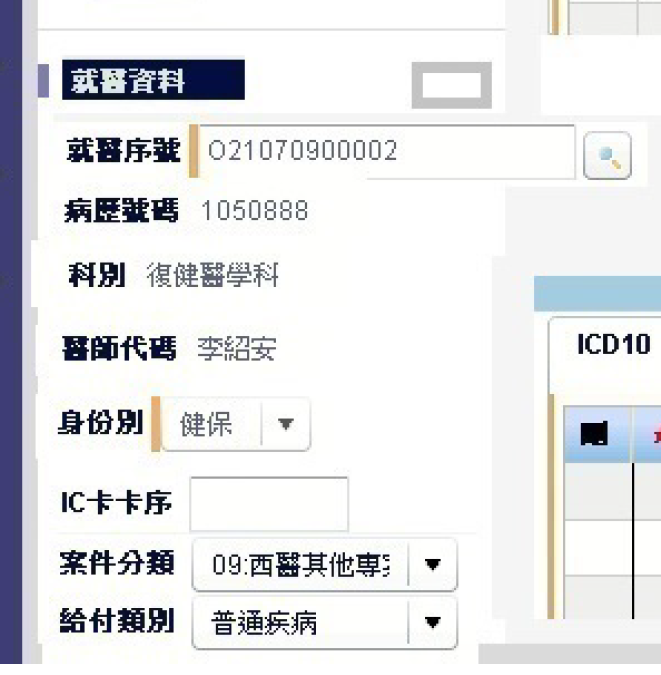 就醫資料
就醫序號 O21070900002
病歷號碼 1050888
科別 復健醫學科
醫師代碼 李紹安
ICD10
身份別 健保
IC卡卡序
案件分類 09:西醫其他專
給付類別 普通疾病